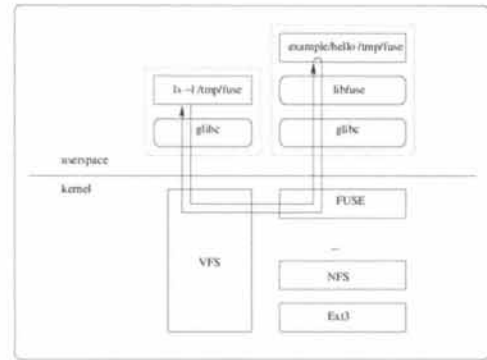 example/hello /tmp/fuse
ls -l /tmp/fuse
libfuse
glibc
glibc
userspace
kernel
FUSE
VFS
...
NFS
Ext3